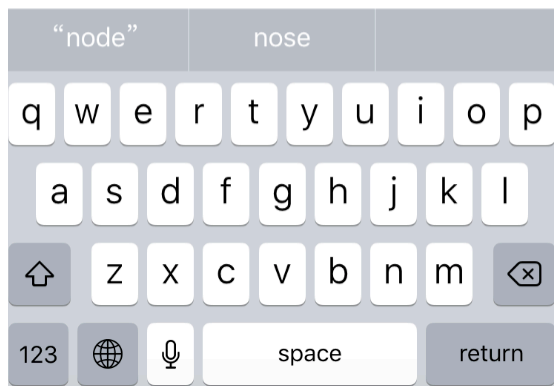 “node” nose
q w e r t y u i o p
a s d f g h j k l
z x c v b n m
123 space return